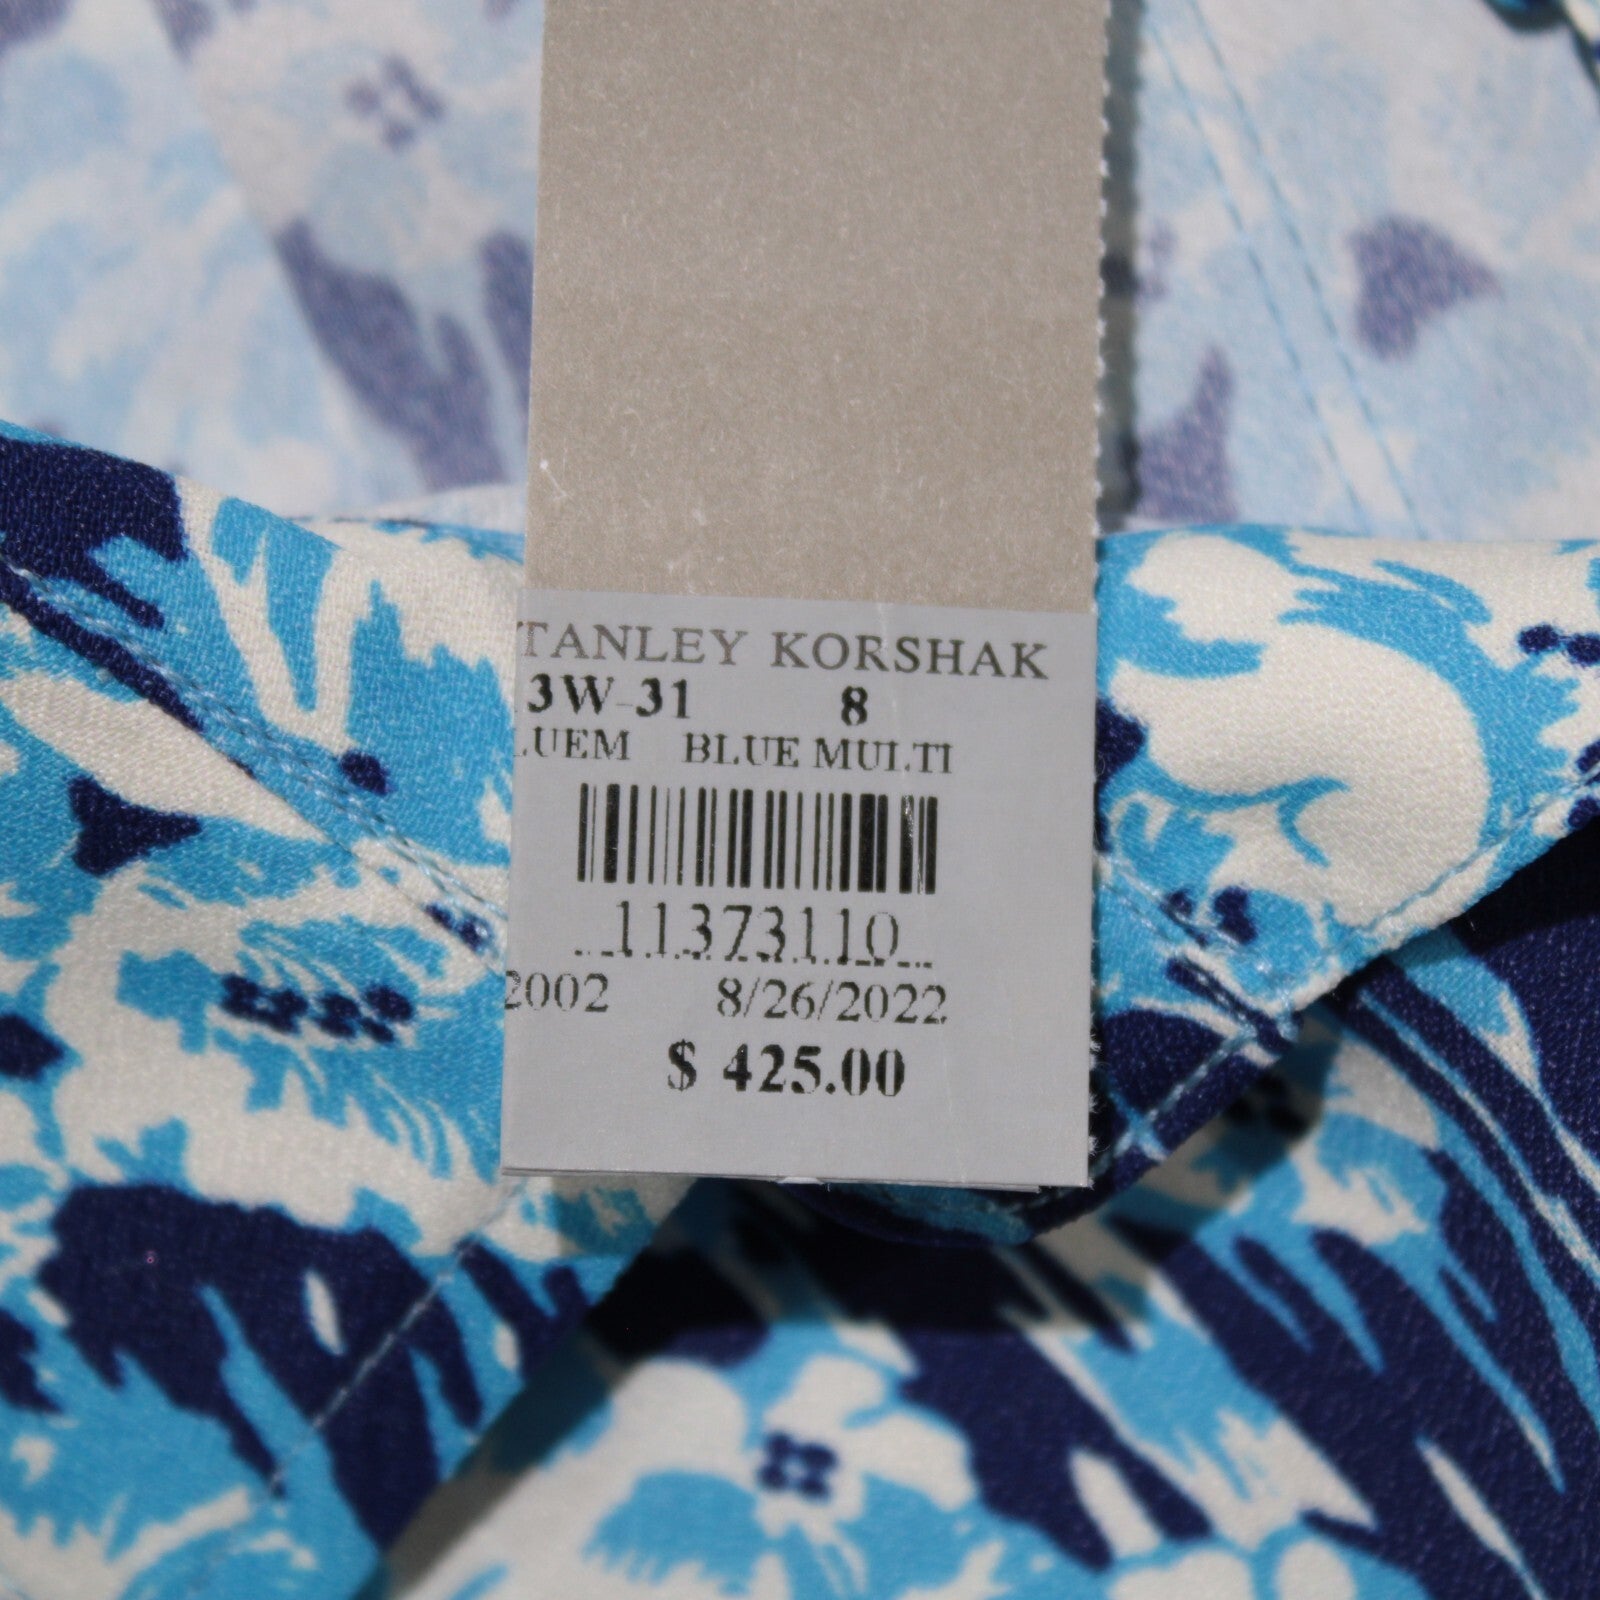 TANLEY KORSHAK
3W-31 8
LUEM BLUE MULTI
11373110
2002 8/26/2022
$ 425.00